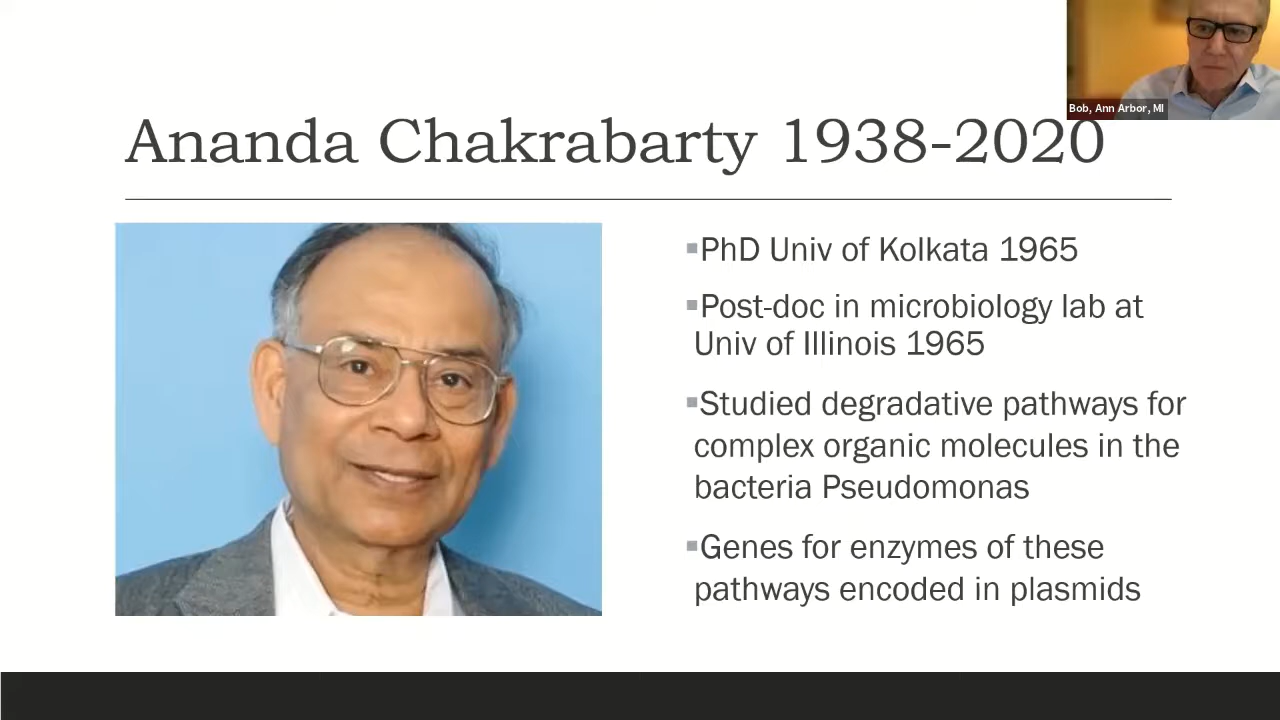 Bob, Ann Arbor, MI
Ananda Chakrabarty 1938-2020
PhD Univ of Kolkata 1965
Post-doc in microbiology lab at
Univ of Illinois 1965
Studied degradative pathways for
complex organic molecules in the
bacteria Pseudomonas
Genes for enzymes of these
pathways encoded in plasmids